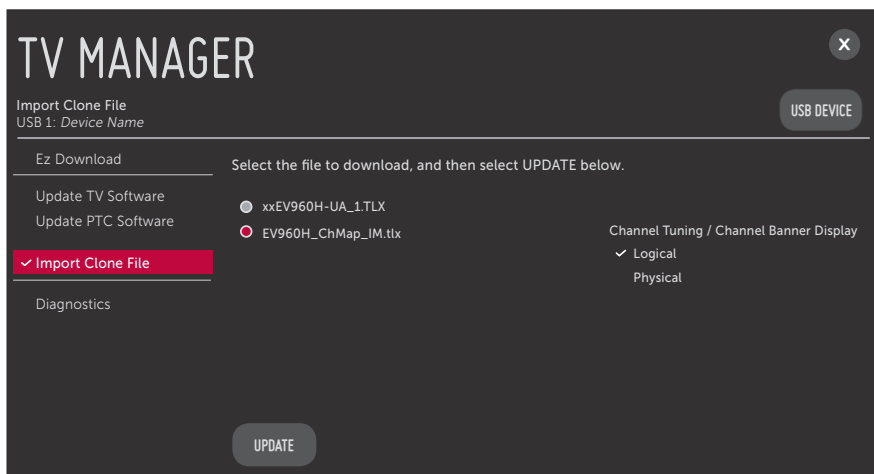 TV MANAGER
X
Import Clone File
USB 1: Device Name
USB DEVICE
Ez Download
Update TV Software
Update PTC Software
Import Clone File
Diagnostics
Select the file to download, and then select UPDATE below.
xxEV960H-UA_1.TLX
EV960H_ChMap_IM.tlx
Channel Tuning / Channel Banner Display
Logical
Physical
UPDATE